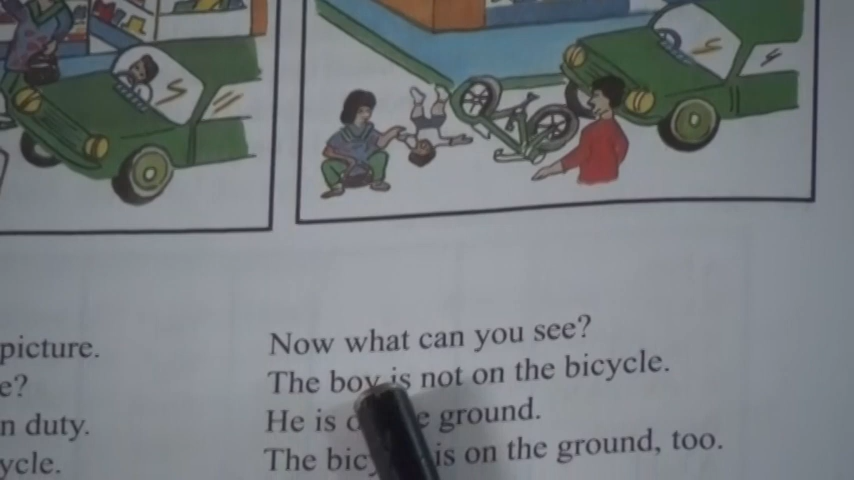 picture.
e?
n duty.
ycle.
Now what can you see?
The boy is not on the bicycle.
He is ground.
The is on the ground, too.